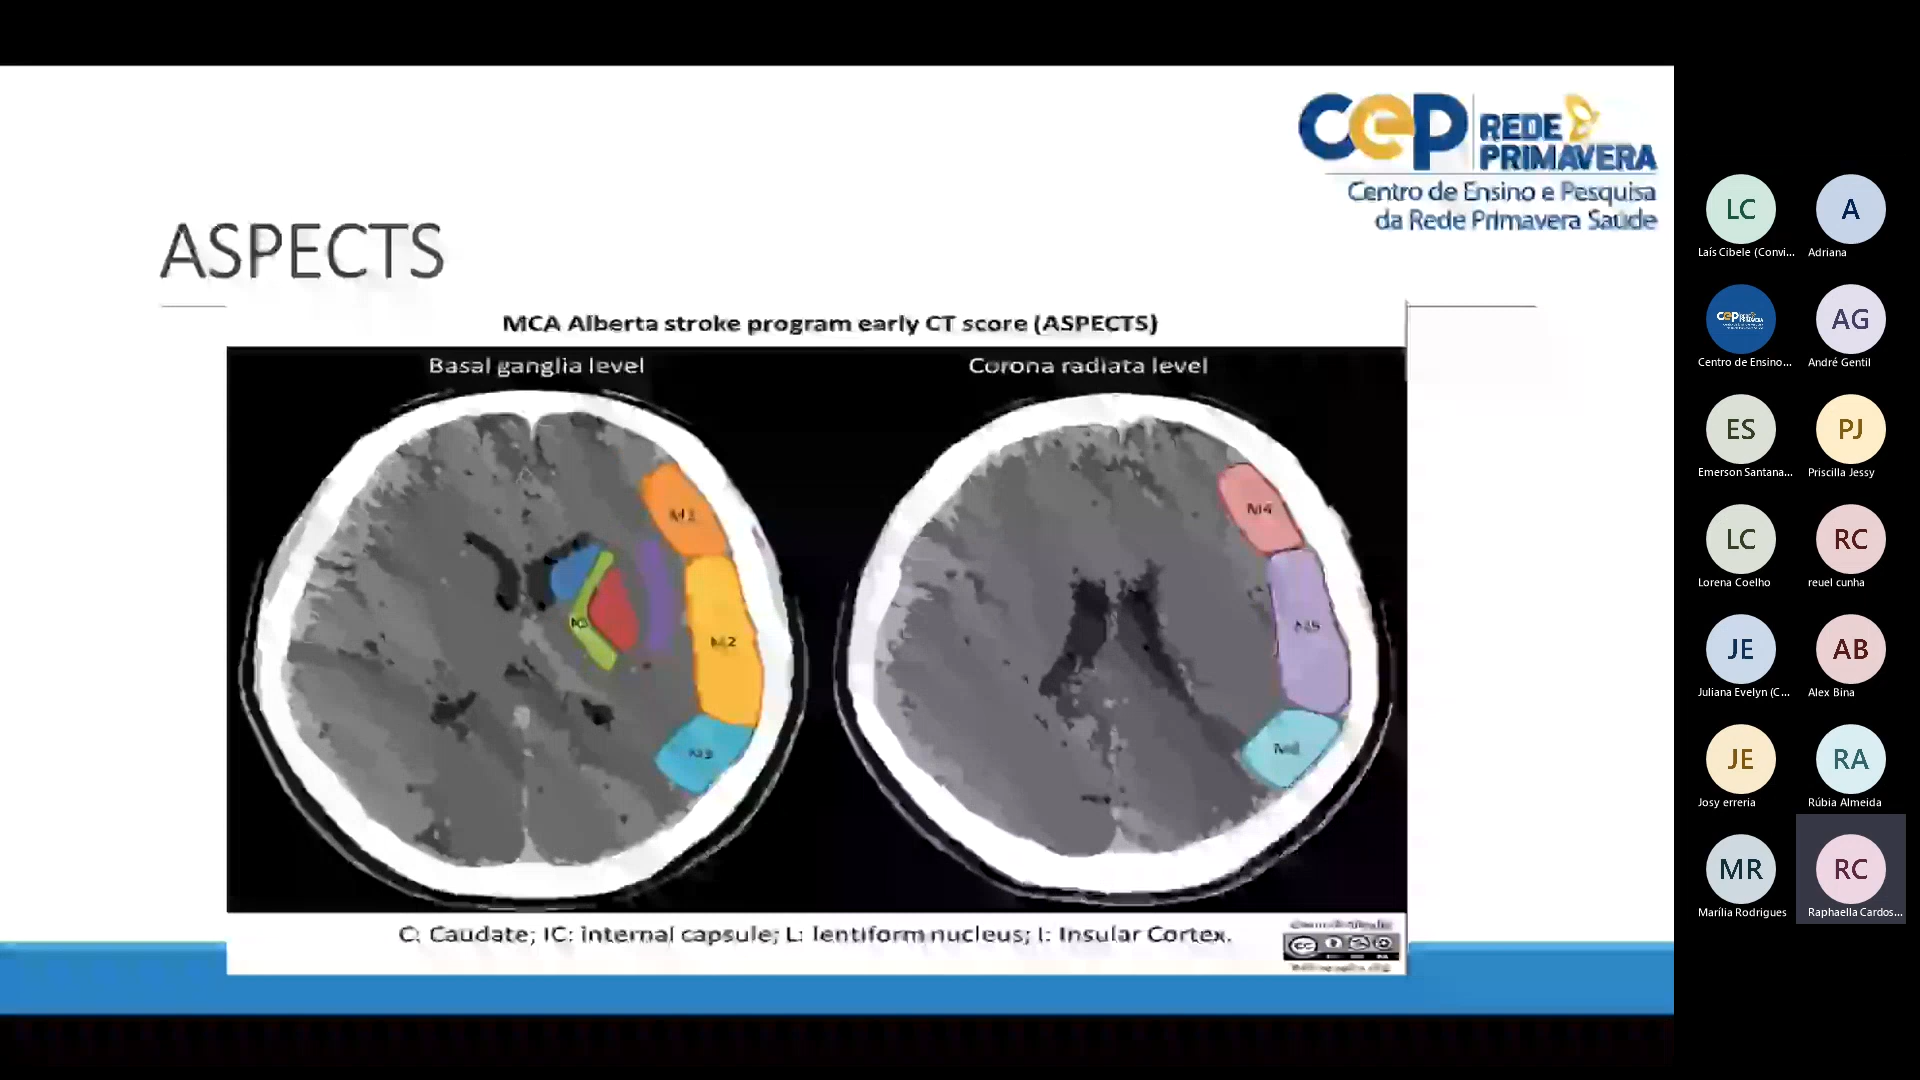 cep REDE
PRIMAVERA
Centro de Ensino e Pesquisa
da Rede Primavera Saúde
ASPECTS
MCA Alberta stroke program early CT score (ASPECTS)
Basal ganglia level
Corona radiata level
M1
M2
M3
M4
M5
M6
C: Caudate; IC: internal capsule; L: lentiform nucleus; I: Insular Cortex.
cc
LC
A
Laís Cibele (Convi...
Adriana
AG
Centro de Ensino...
André Gentil
ES
PJ
Emerson Santana...
Priscilla Jessy
LC
RC
Lorena Coelho
reuel cunha
JE
AB
Juliana Evelyn (C...
Alex Bina
JE
RA
Josy erreria
Rúbia Almeida
MR
RC
Marília Rodrigues
Raphaella Cardos...